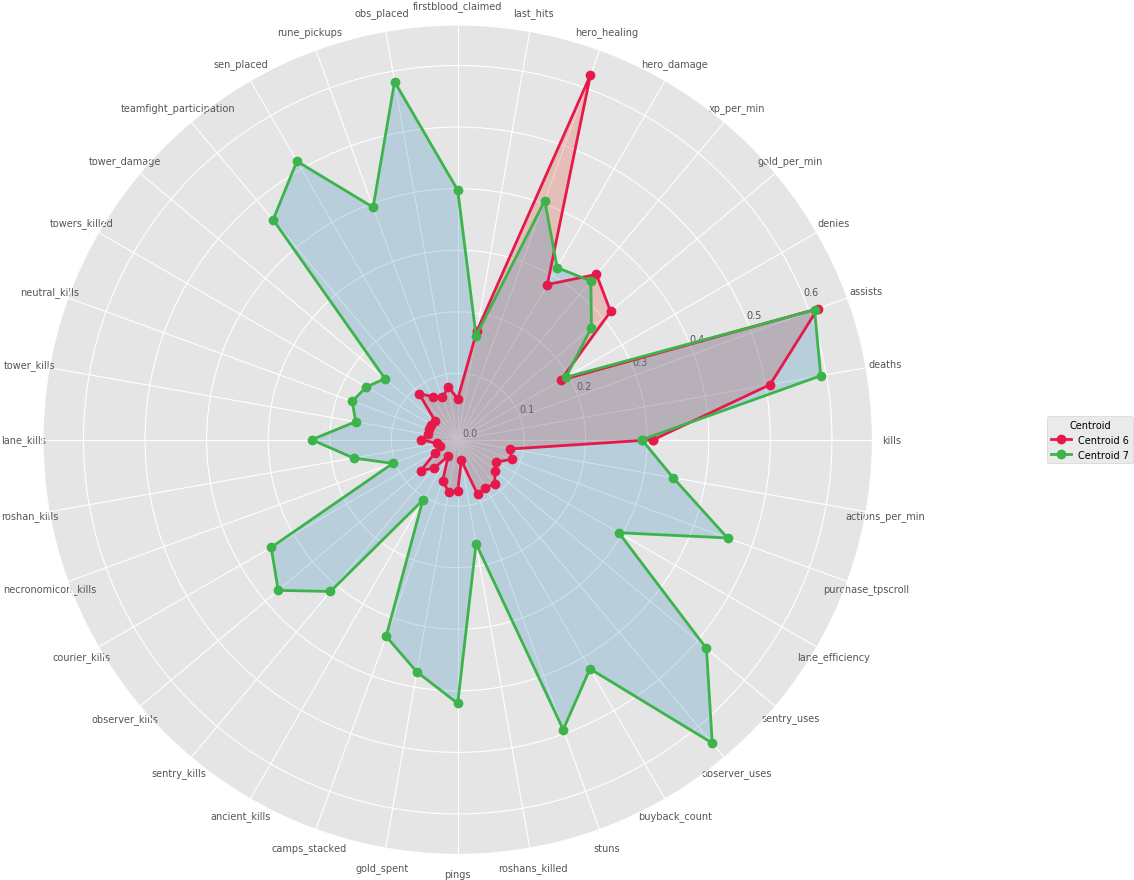 firstblood_claimed
obs_placed
last_hits
rune_pickups
hero_healing
sen_placed
hero_damage
teamfight_participation
xp_per_min
tower_damage
gold_per_min
towers_killed
denies
neutral_kills
assists
0.6
0.5
0.4
tower_kills
0.3
deaths
0.2
0.1
0.0
lane_kills
kills
Centroid
Centroid 6
Centroid 7
roshan_kills
actions_per_min
necronomicon_kills
purchase_tpscroll
courier_kills
lane_efficiency
observer_kills
sentry_uses
sentry_kills
observer_uses
ancient_kills
buyback_count
camps_stacked
stuns
gold_spent
roshans_killed
pings